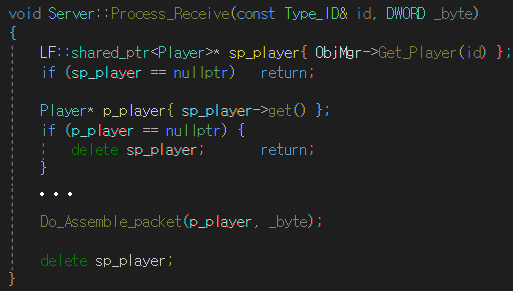 void Server::Process_Receive(const Type_ID& id, DWORD _byte)
{
LF::shared_ptr<Player>* sp_player{ ObjMgr->Get_Player(id) };
if (sp_player == nullptr) return;
Player* p_player{ sp_player->get() };
if (p_player == nullptr) {
delete sp_player; return;
}
...
Do_Assemble_packet(p_player, _byte);
delete sp_player;
}